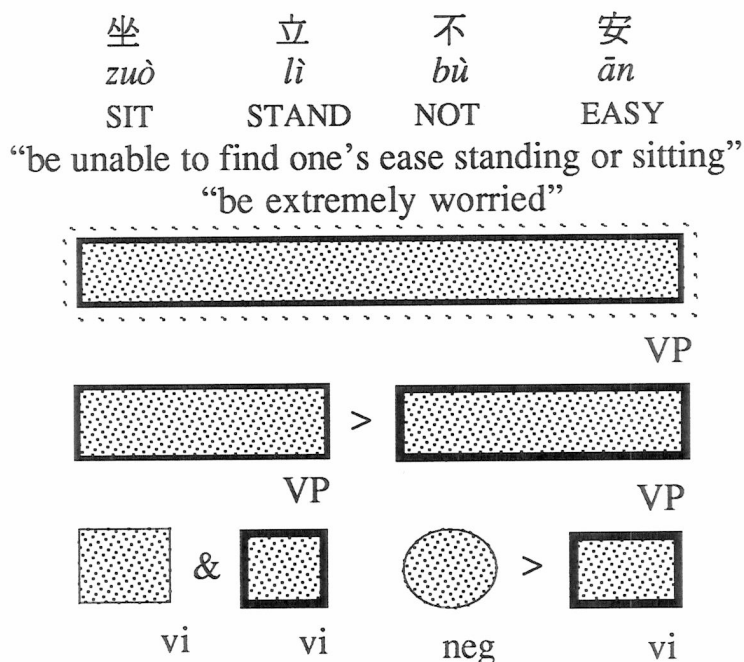 坐 立 不 安
zuò lì bù ān
SIT STAND NOT EASY
“be unable to find one’s ease standing or sitting”
“be extremely worried”
VP
>
VP VP
& >
vi vi neg vi